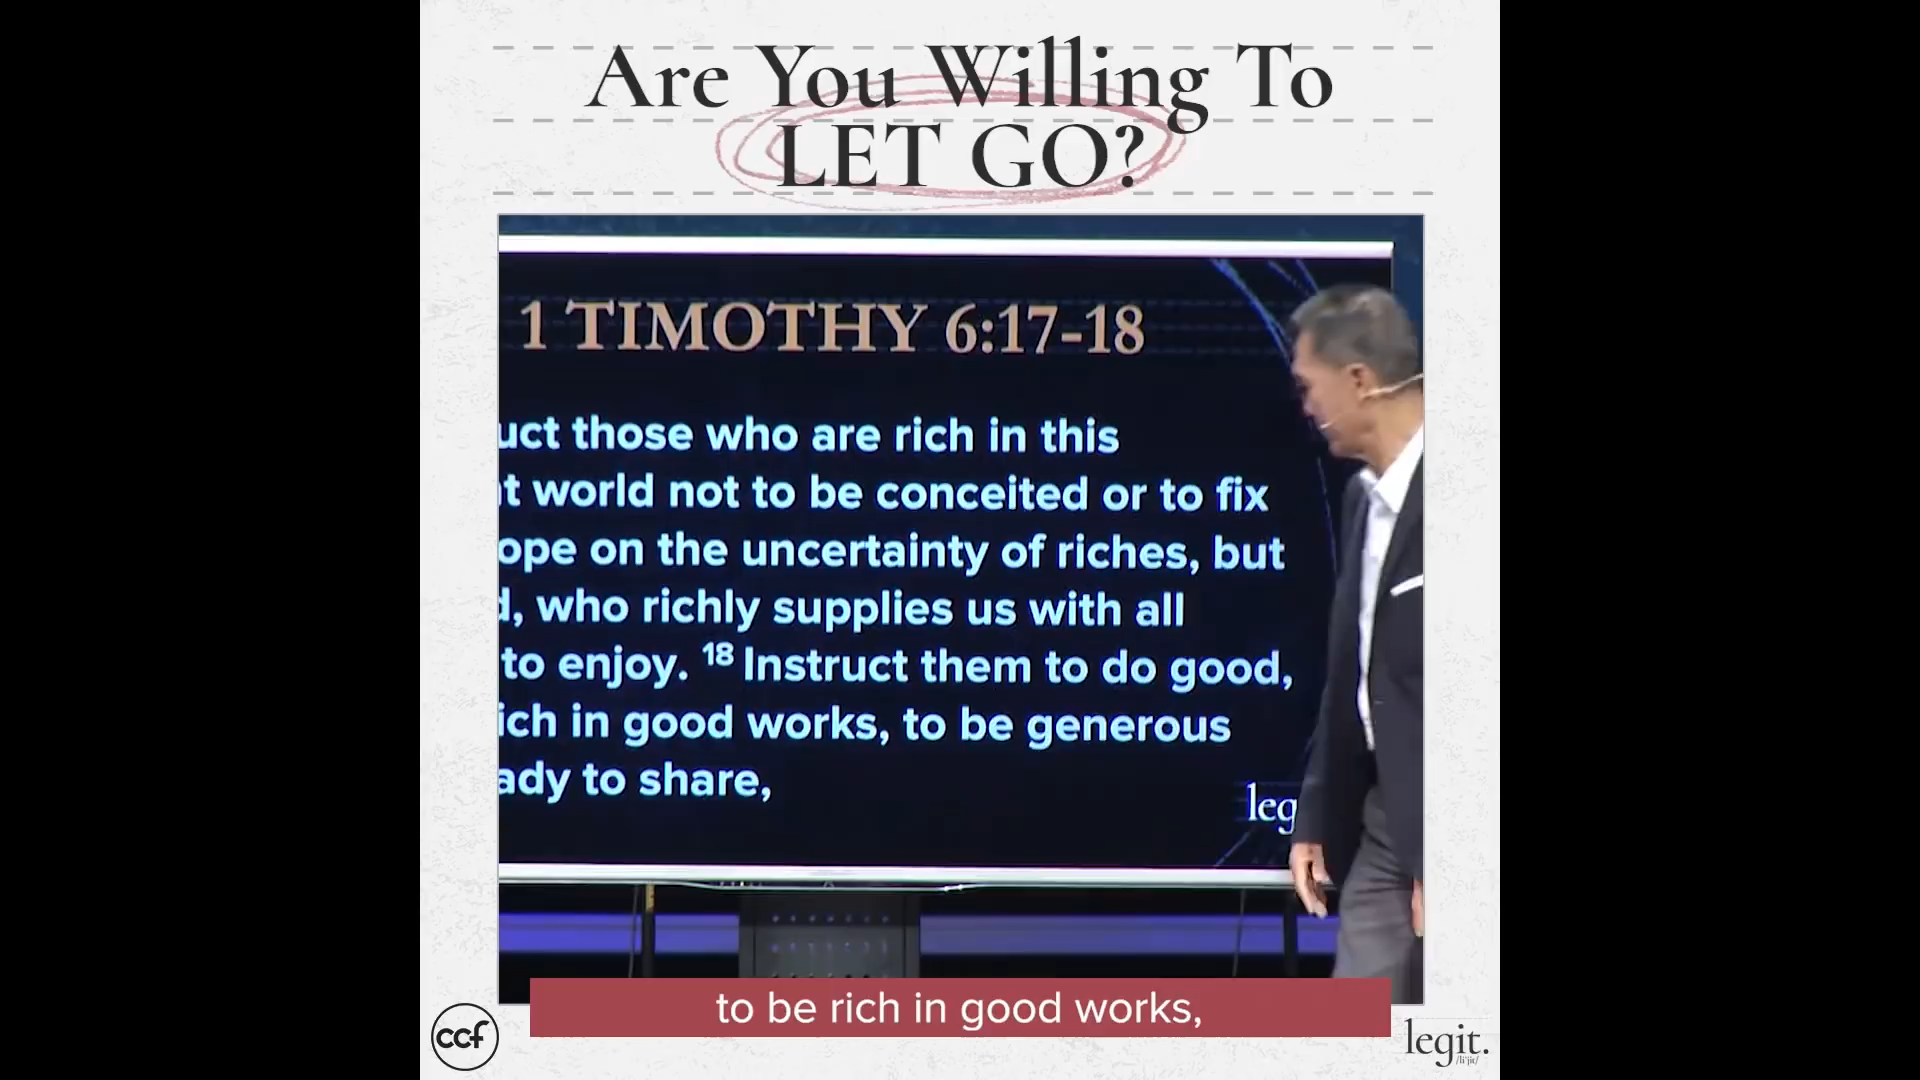 Are You Willing To
LET GO?
1 TIMOTHY 6:17-18
uct those who are rich in this
t world not to be conceited or to fix
ope on the uncertainty of riches, but
d, who richly supplies us with all
to enjoy. 18 Instruct them to do good,
ich in good works, to be generous
ady to share,
leg
to be rich in good works,
ccf
legit.